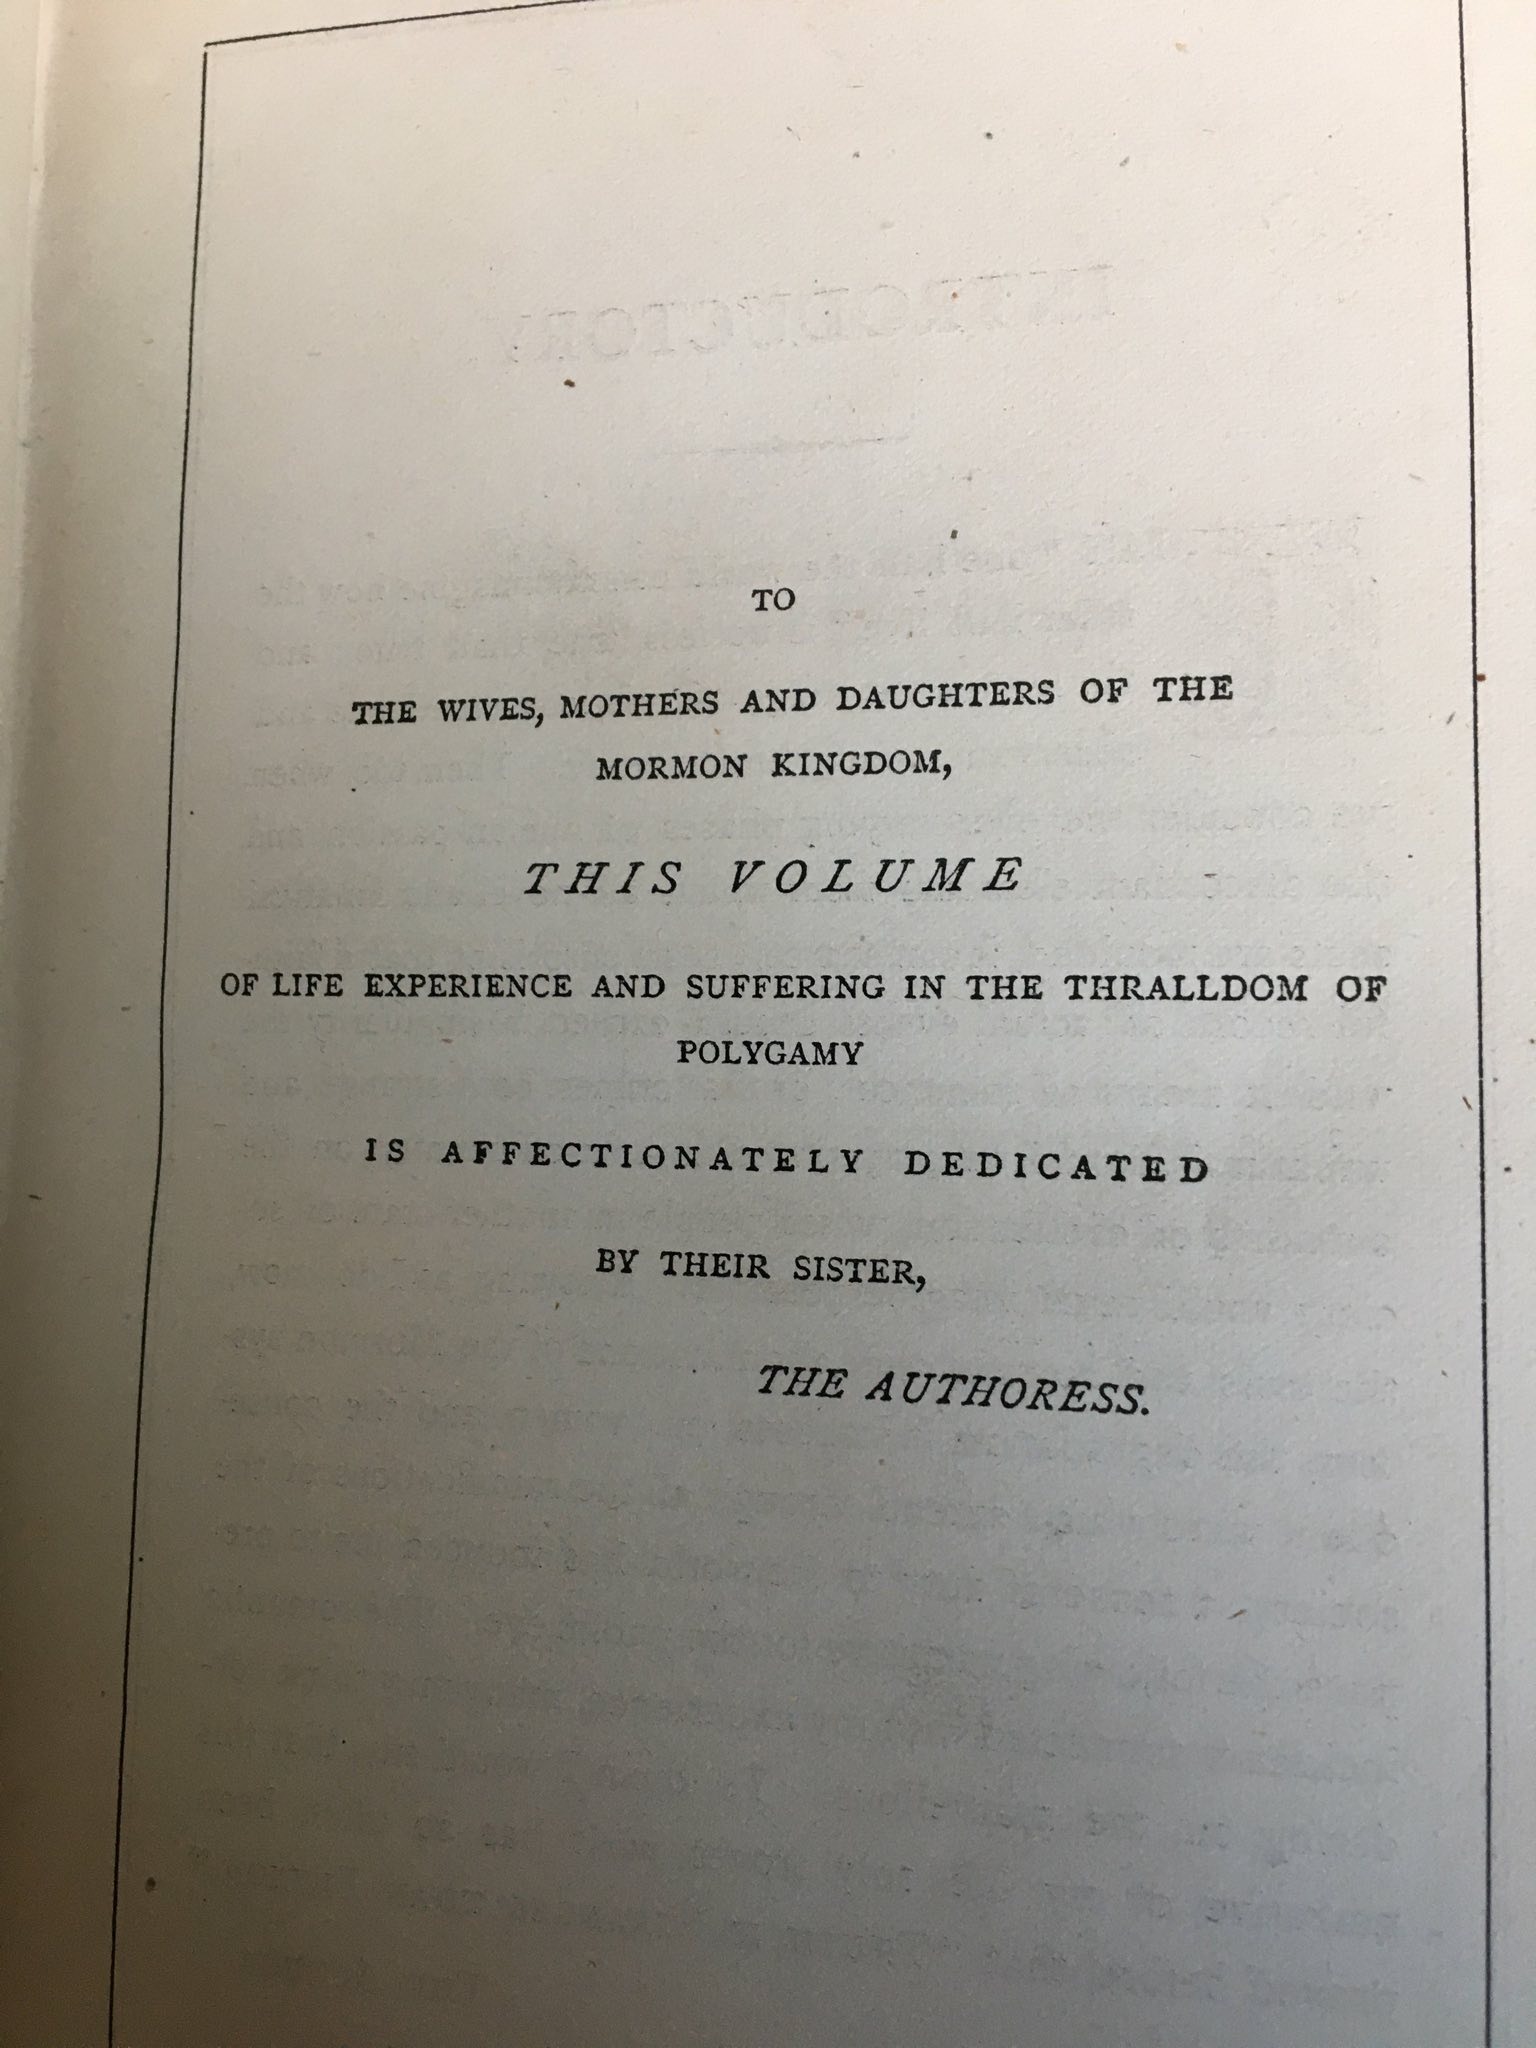 TO
THE WIVES, MOTHERS AND DAUGHTERS OF THE
MORMON KINGDOM,
THIS VOLUME
OF LIFE EXPERIENCE AND SUFFERING IN THE THRALLDOM OF
POLYGAMY
IS AFFECTIONATELY DEDICATED
BY THEIR SISTER,
THE AUTHORESS.